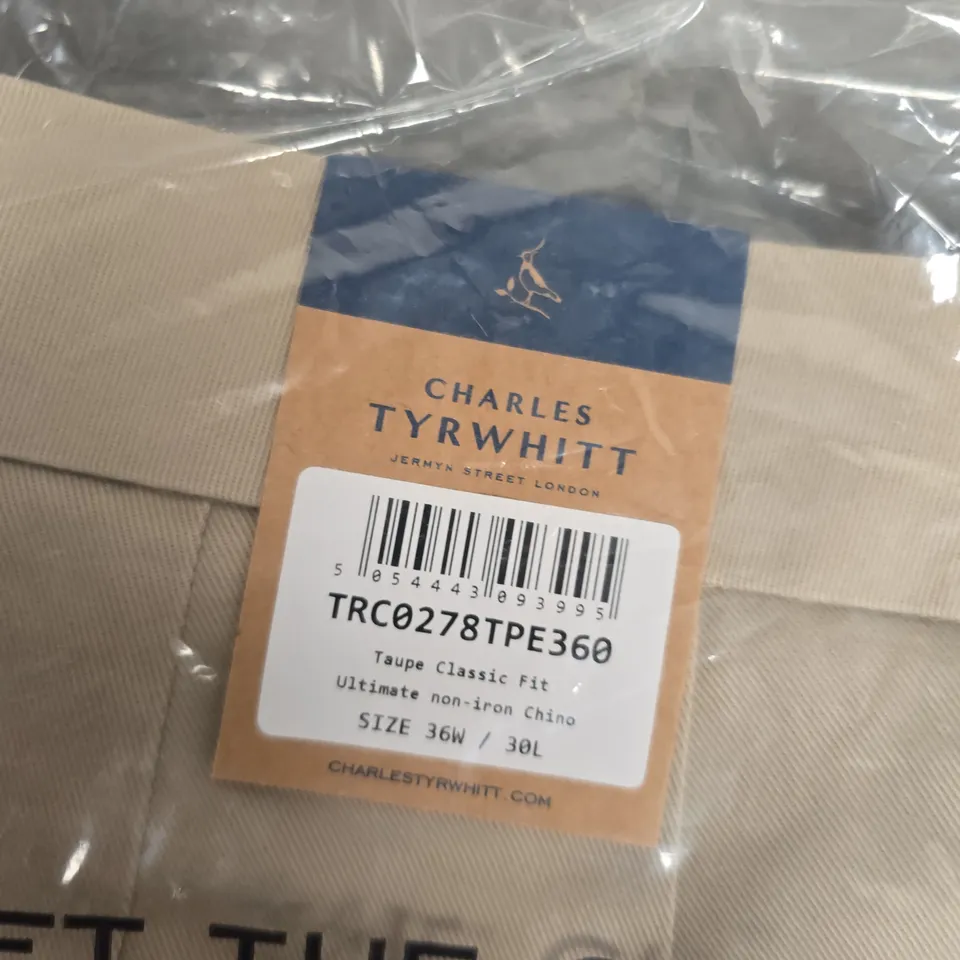 CHARLES
TYRWHITT
JERMYN STREET LONDON
5 054443 093995
TRC0278TPE360
Taupe Classic Fit
Ultimate non-iron Chino
SIZE 36W / 30L
CHARLESTYRWHITT.COM
THE